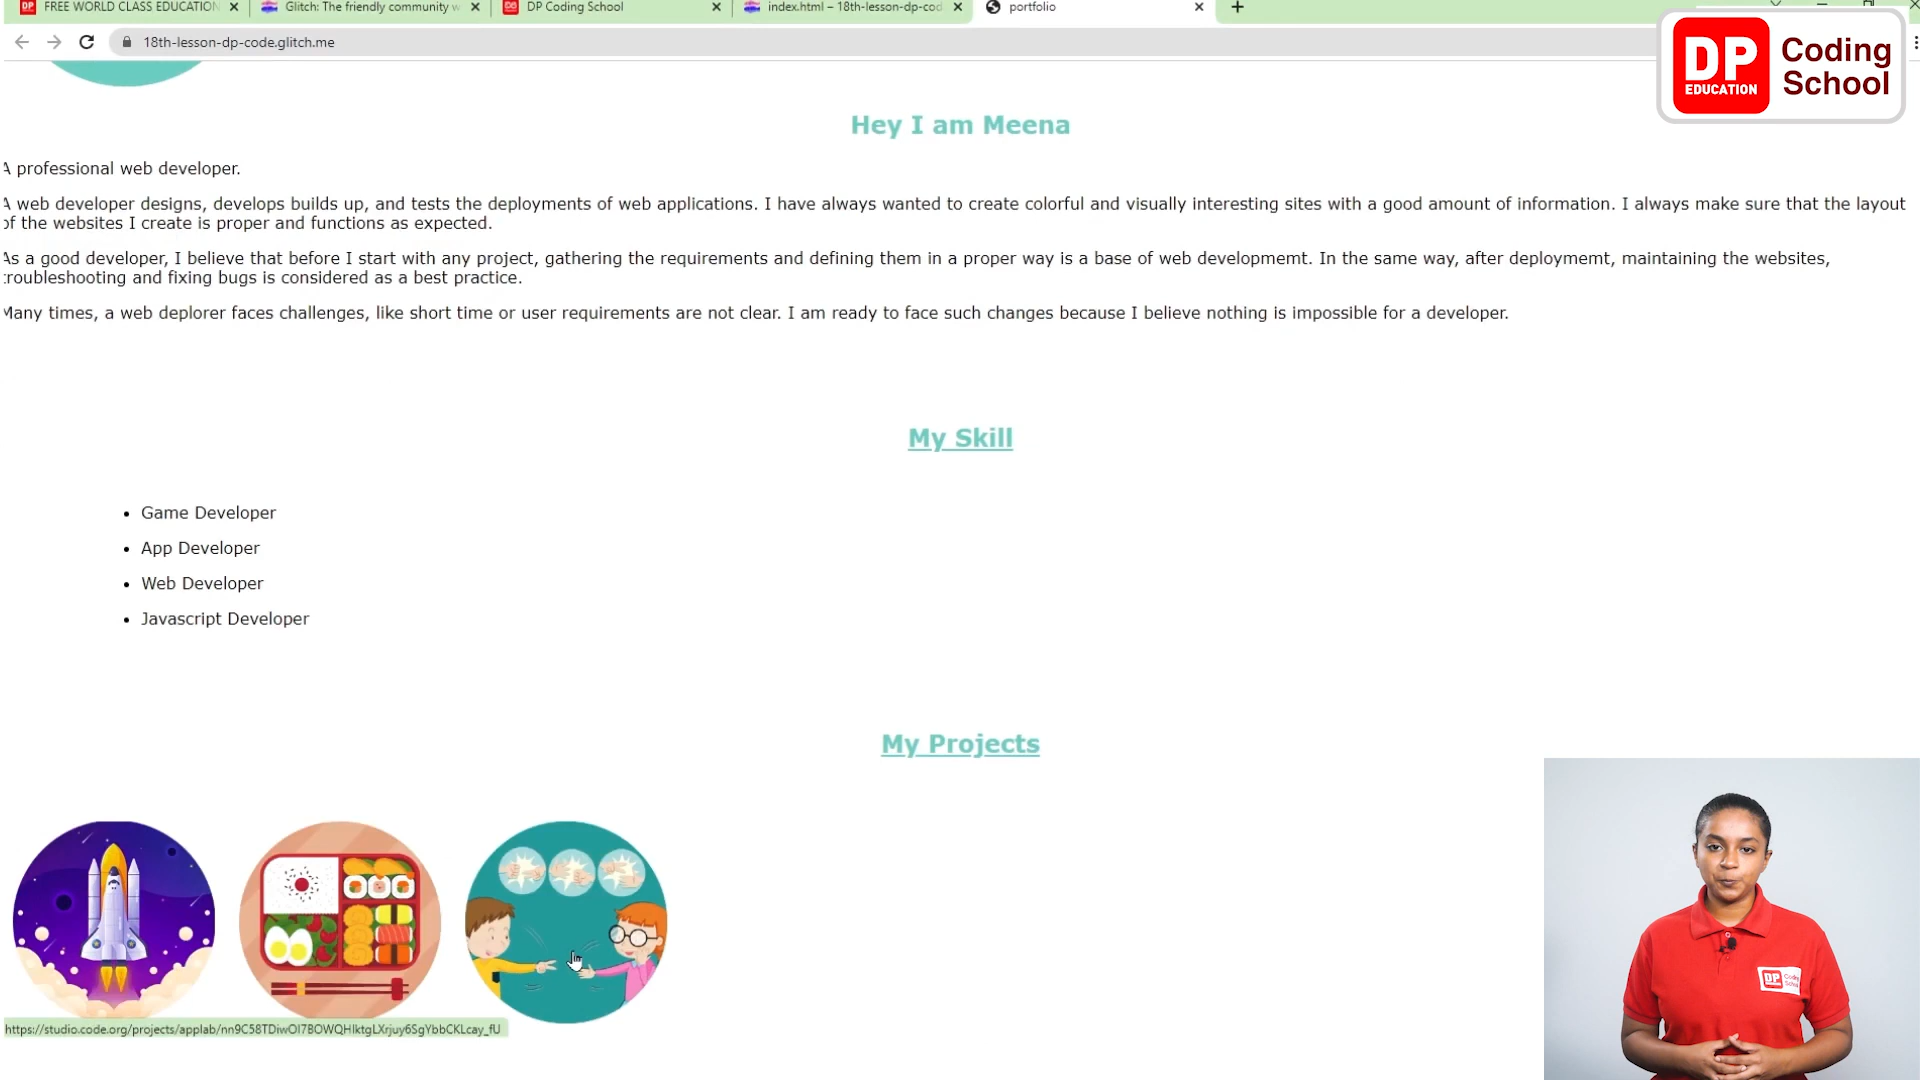 FREE WORLD CLASS EDUCATION
Glitch: The friendly community w
DP Coding School
index.html – 18th-lesson-dp-cod
portfolio
18th-lesson-dp-code.glitch.me
DP
EDUCATION
Coding
School
Hey I am Meena
A professional web developer.
A web developer designs, develops builds up, and tests the deployments of web applications. I have always wanted to create colorful and visually interesting sites with a good amount of information. I always make sure that the layout
of the websites I create is proper and functions as expected.
As a good developer, I believe that before I start with any project, gathering the requirements and defining them in a proper way is a base of web developmemt. In the same way, after deploymemt, maintaining the websites,
troubleshooting and fixing bugs is considered as a best practice.
Many times, a web deplorer faces challenges, like short time or user requirements are not clear. I am ready to face such changes because I believe nothing is impossible for a developer.
My Skill
• Game Developer
• App Developer
• Web Developer
• Javascript Developer
My Projects